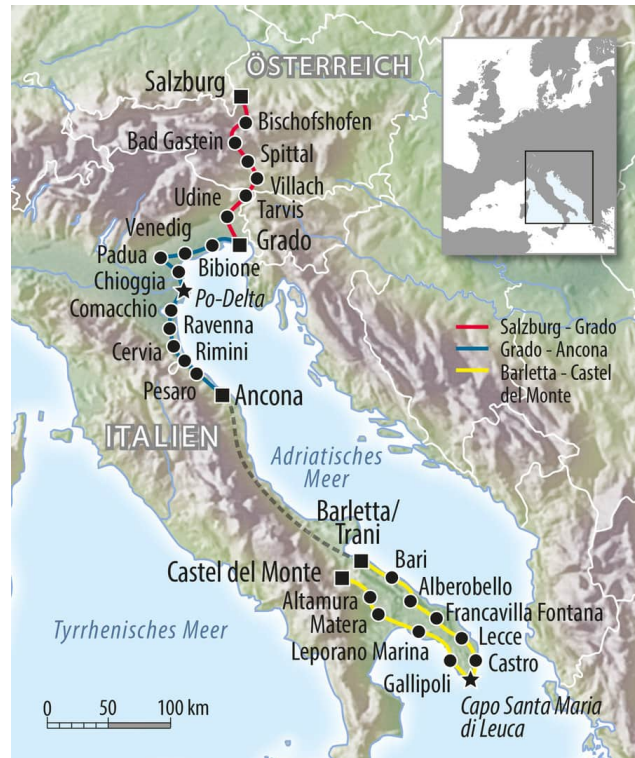 ÖSTERREICH
Salzburg
Bischofshofen
Bad Gastein
Spittal
Villach
Udine
Tarvis
Venedig
Grado
Padua
Bibione
Chioggia
Po-Delta
Comacchio
Ravenna
Cervia
Rimini
Pesaro
Ancona
ITALIEN
Salzburg - Grado
Grado - Ancona
Barletta - Castel
del Monte
Adriatisches
Meer
Barletta/
Trani
Bari
Castel del Monte
Alberobello
Altamura
Francavilla Fontana
Matera
Lecce
Tyrrhenisches Meer
Leporano Marina
Castro
Gallipoli
Capo Santa Maria
di Leuca
0 50 100 km